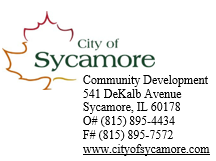 City of
Sycamore
Community Development
541 DeKalb Avenue
Sycamore, IL 60178
O# (815) 895-4434
F# (815) 895-7572
www.cityofsycamore.com